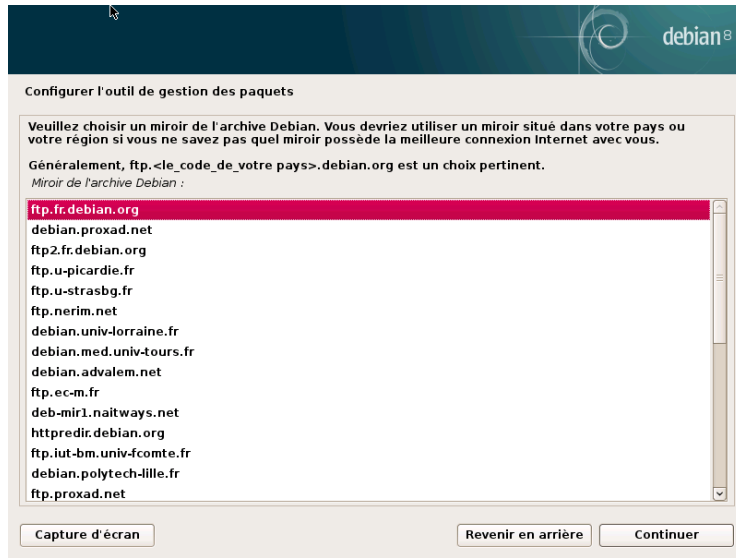 debian 8
Configurer l'outil de gestion des paquets
Veuillez choisir un miroir de l'archive Debian. Vous devriez utiliser un miroir situé dans votre pays ou
votre région si vous ne savez pas quel miroir possède la meilleure connexion Internet avec vous.
Généralement, ftp.<le_code_de_votre pays>.debian.org est un choix pertinent.
Miroir de l'archive Debian :
ftp.fr.debian.org
debian.proxad.net
ftp2.fr.debian.org
ftp.u-picardie.fr
ftp.u-strasbg.fr
ftp.nerim.net
debian.univ-lorraine.fr
debian.med.univ-tours.fr
debian.advalem.net
ftp.ec-m.fr
deb-mir1.naitways.net
httpredir.debian.org
ftp.iut-bm.univ-fcomte.fr
debian.polytech-lille.fr
ftp.proxad.net
Capture d'écran
Revenir en arrière
Continuer